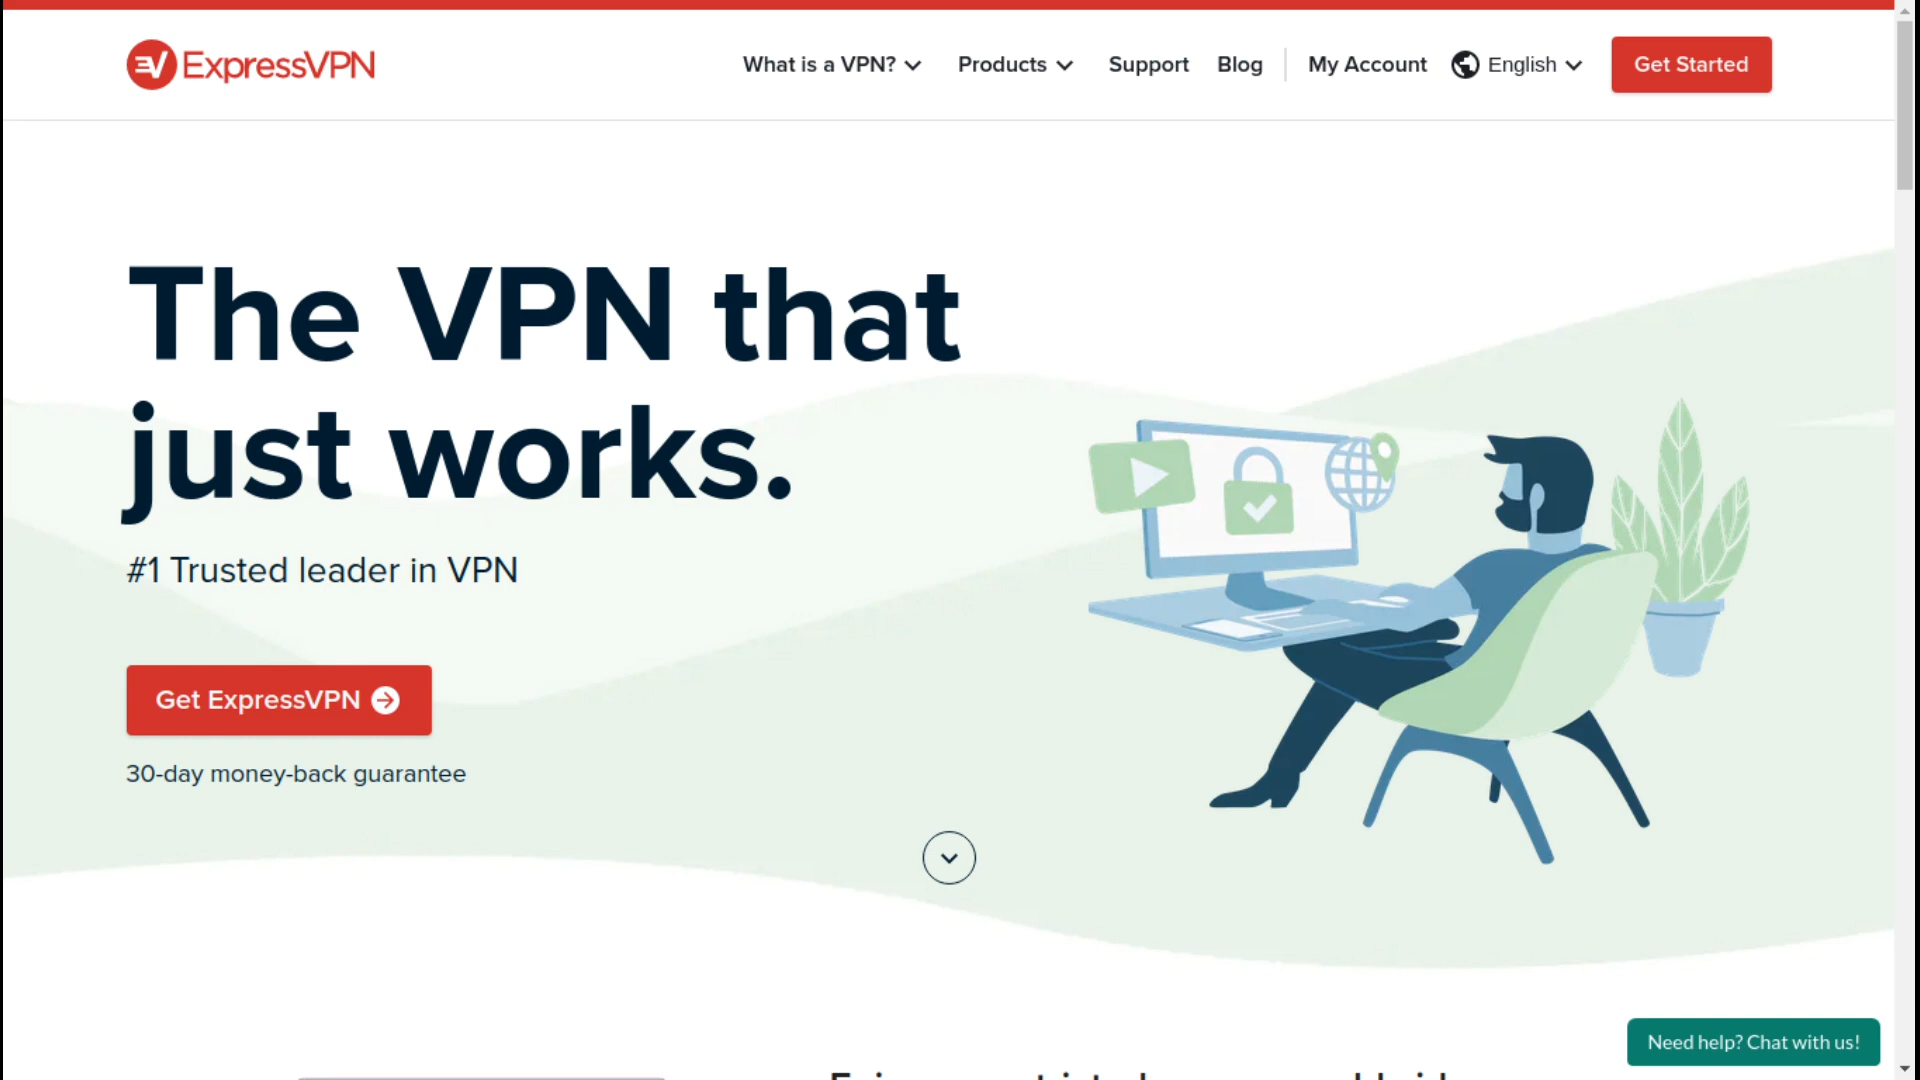 ExpressVPN
What is a VPN? Products Support Blog My Account English Get Started
The VPN that
just works.
#1 Trusted leader in VPN
Get ExpressVPN
30-day money-back guarantee
Need help? Chat with us!